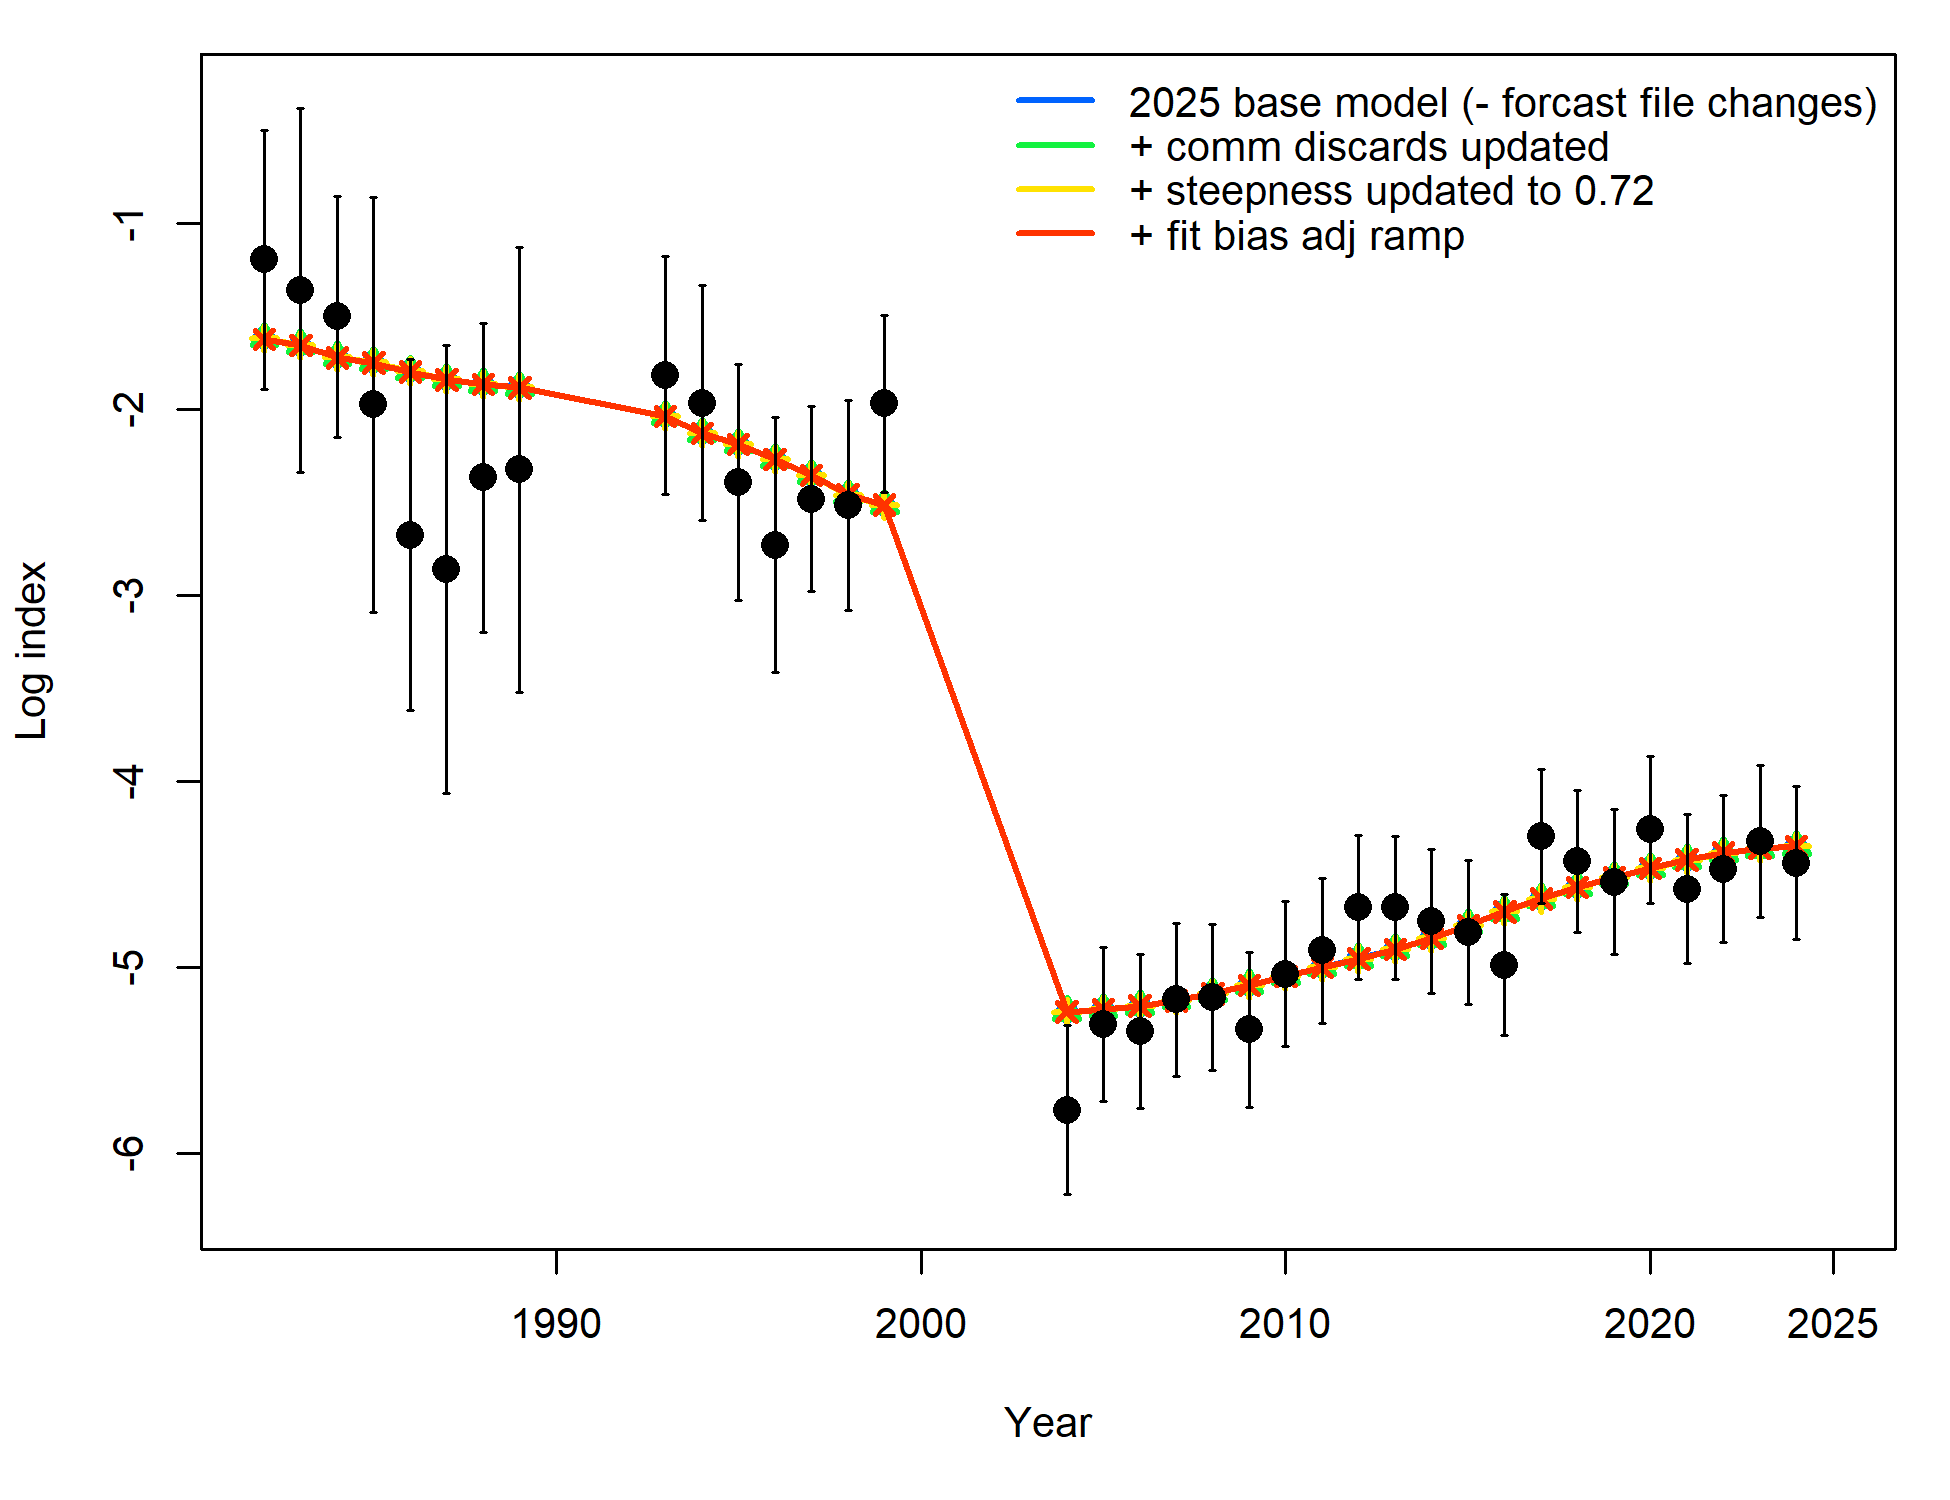 2025 base model (- forcast file changes)
+ comm discards updated
+ steepness updated to 0.72
+ fit bias adj ramp
Log index
-1
-2
-3
-4
-5
-6
1990
2000
2010
2020
2025
Year